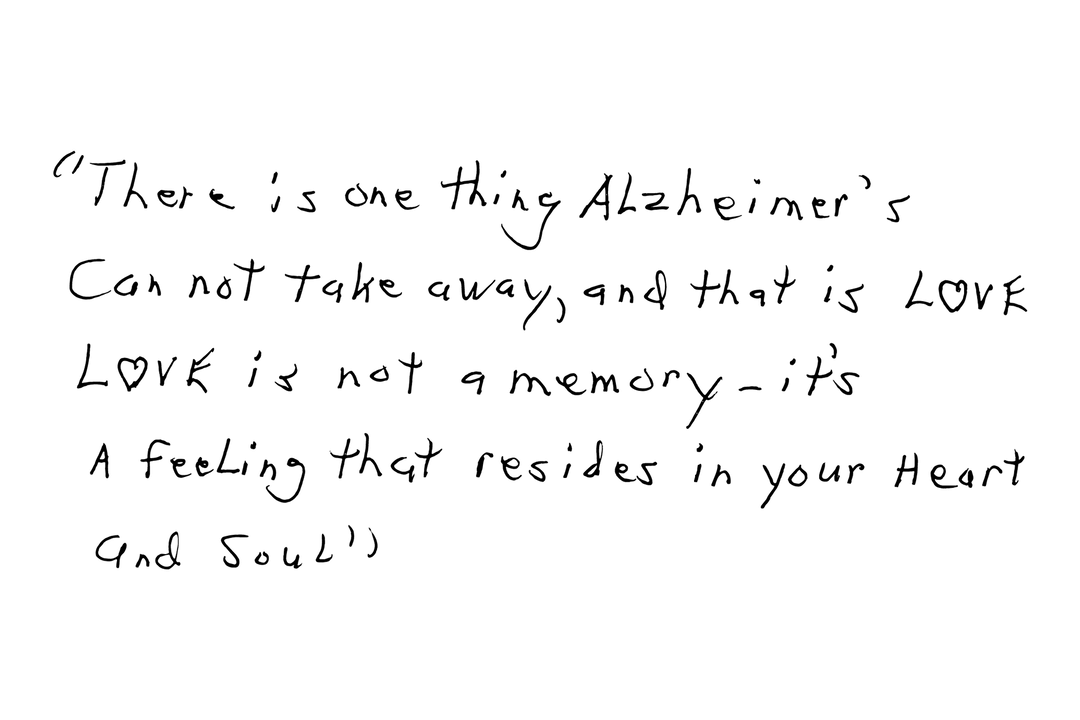 "There is one thing ALzheimer's
Can not take away, and that is LOVE
LOVE is not a memory - it's
A feeLing that resides in your Heart
and SouL"